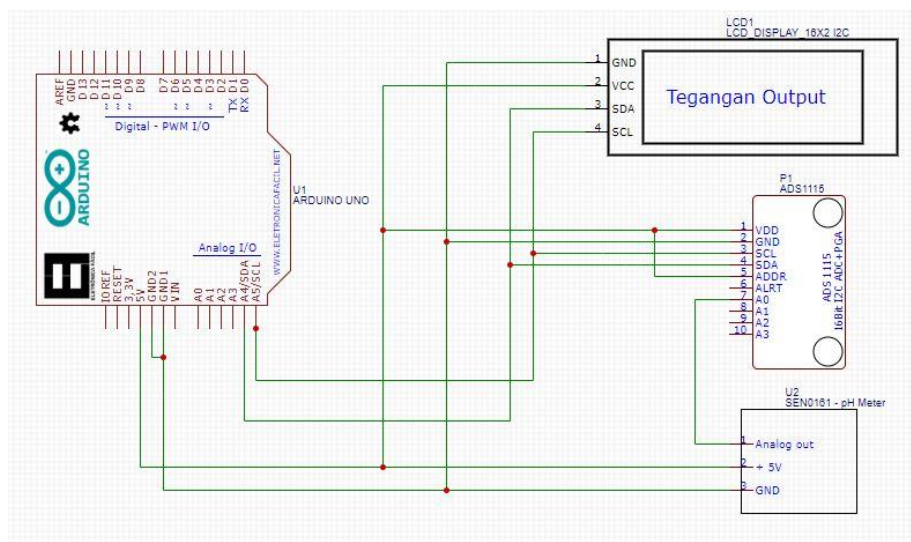 LCD1
LCD_DISPLAY_16X2 I2C
1 GND
2 VCC
3 SDA
4 SCL
Tegangan Output
AREF
GND
D13
D12
D11
~D10
~D9
D8
D7
~D6
~D5
D4
~D3
D2
TX D1
RX D0
Digital - PWM I/O
ARDUINO
WWW.ELETRONICAFACIL.NET
U1
ARDUINO UNO
Analog I/O
E
ELETRÔNICA FÁCIL
IOREF
RESET
3,3V
5V
GND2
GND1
VIN
A0
A1
A2
A3
A4/SDA
A5/SCL
P1
ADS1115
1 VDD
2 GND
3 SCL
4 SDA
5 ADDR
6 ALRT
7 A0
8 A1
9 A2
10 A3
ADS 1115
16Bit I2C ADC+PGA
U2
SEN0161 - pH Meter
1 Analog out
2 + 5V
3 GND